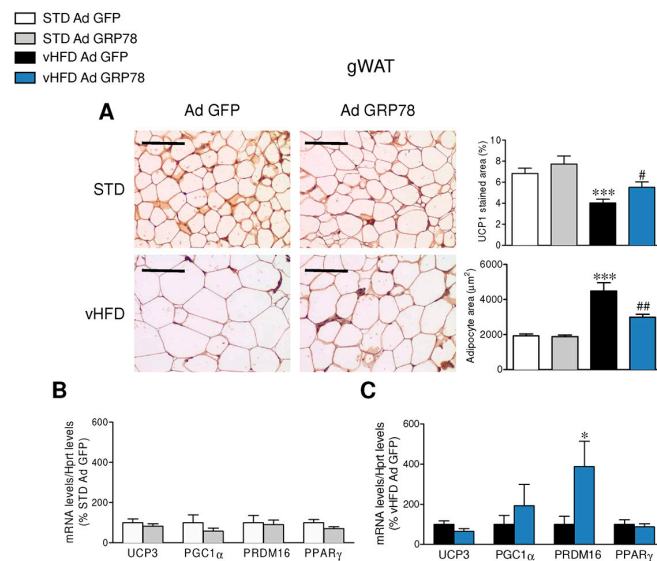 STD Ad GFP
STD Ad GRP78
vHFD Ad GFP
vHFD Ad GRP78
gWAT
A
Ad GFP
Ad GRP78
STD
vHFD
UCP1 stained area (%)
10
8
6
4
2
0
***
#
Adipocyte area (µm²)
6000
4000
2000
0
***
##
B
mRNA levels/Hprt levels
(% STD Ad GFP)
600
400
200
0
UCP3 PGC1α PRDM16 PPARγ
C
mRNA levels/Hprt levels
(% vHFD Ad GFP)
600
400
200
0
*
UCP3 PGC1α PRDM16 PPARγ